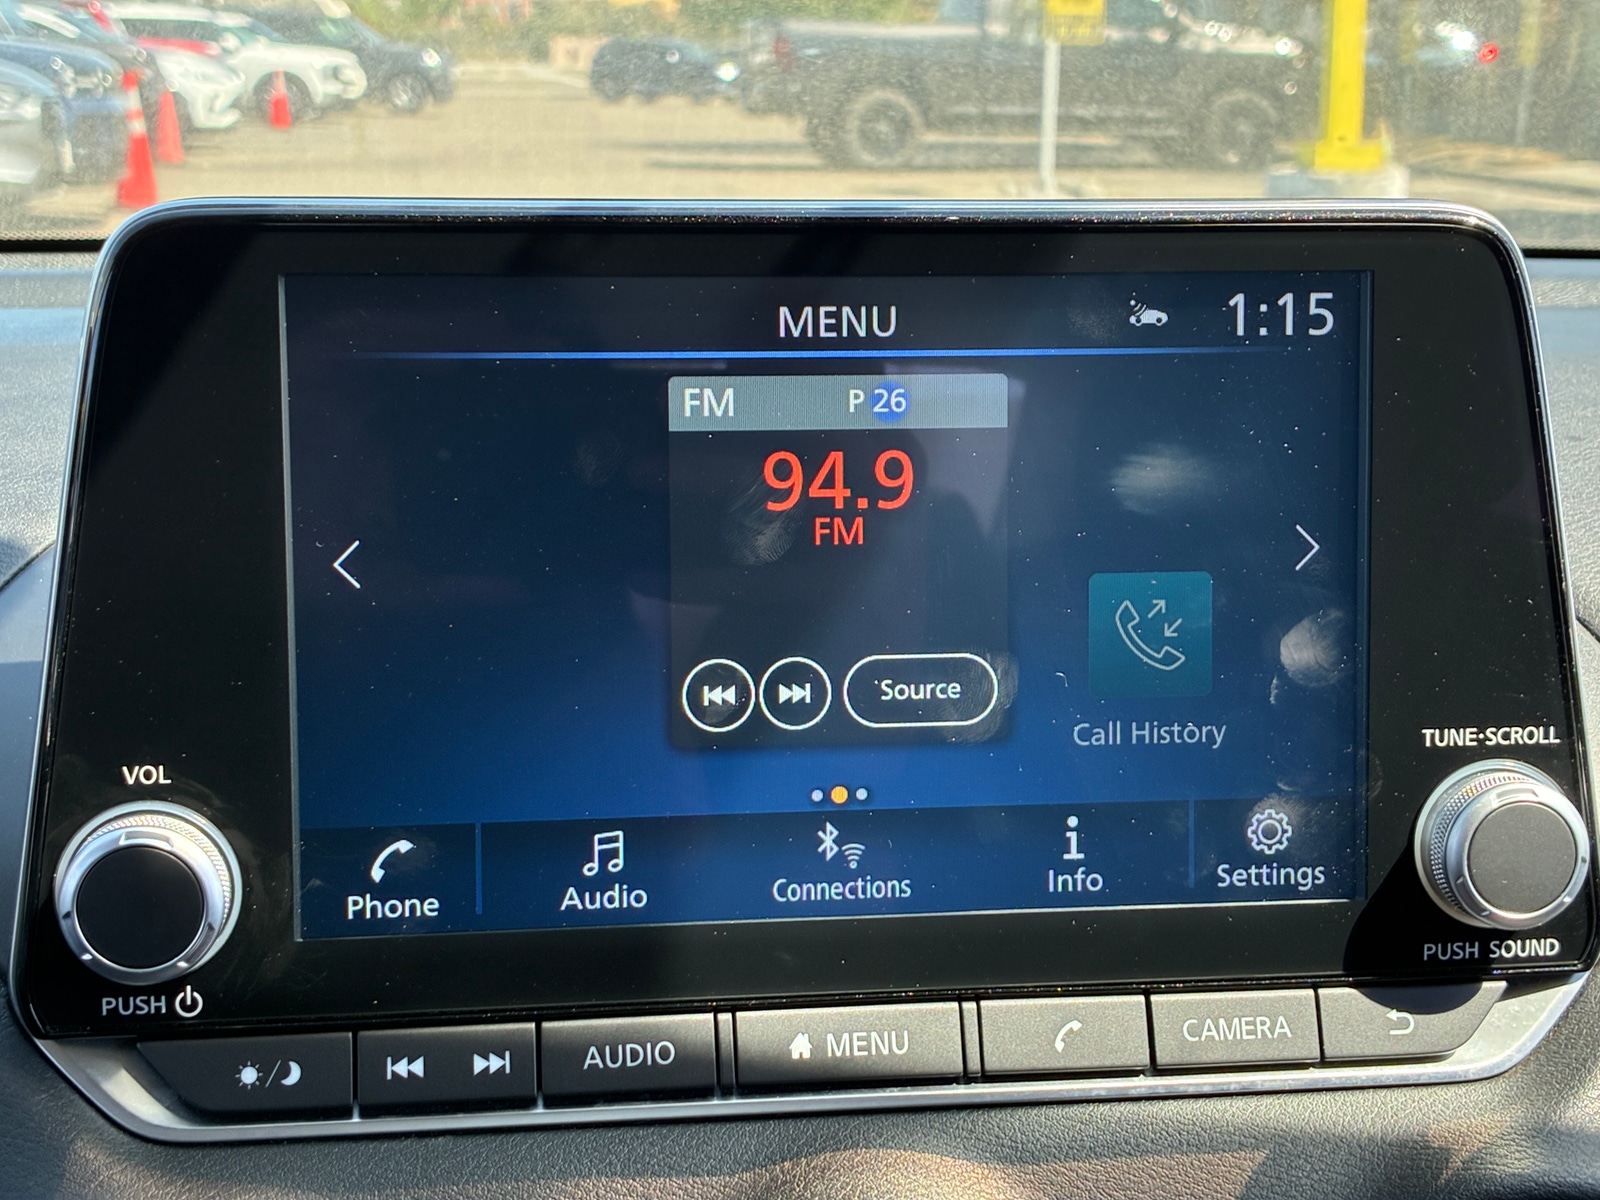 MENU
1:15
FM P 26
94.9
FM
Source
Call History
Phone
Audio
Connections
Info
Settings
VOL
PUSH
TUNE·SCROLL
PUSH SOUND
AUDIO
MENU
CAMERA